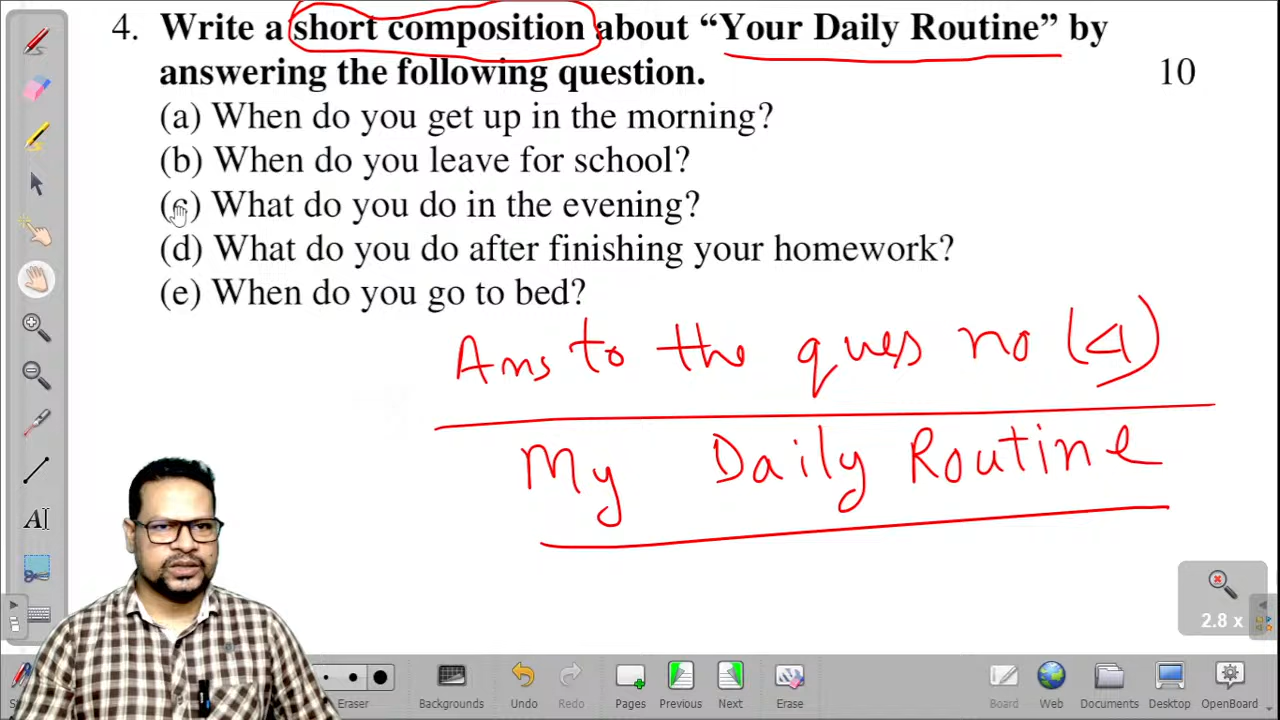 4. Write a short composition about “Your Daily Routine” by
answering the following question. 10
(a) When do you get up in the morning?
(b) When do you leave for school?
(c) What do you do in the evening?
(d) What do you do after finishing your homework?
(e) When do you go to bed?
Ans to the ques no (4)
My Daily Routine
2.8 x
Eraser Backgrounds Undo Redo Pages Previous Next Erase Board Web Documents Desktop OpenBoard